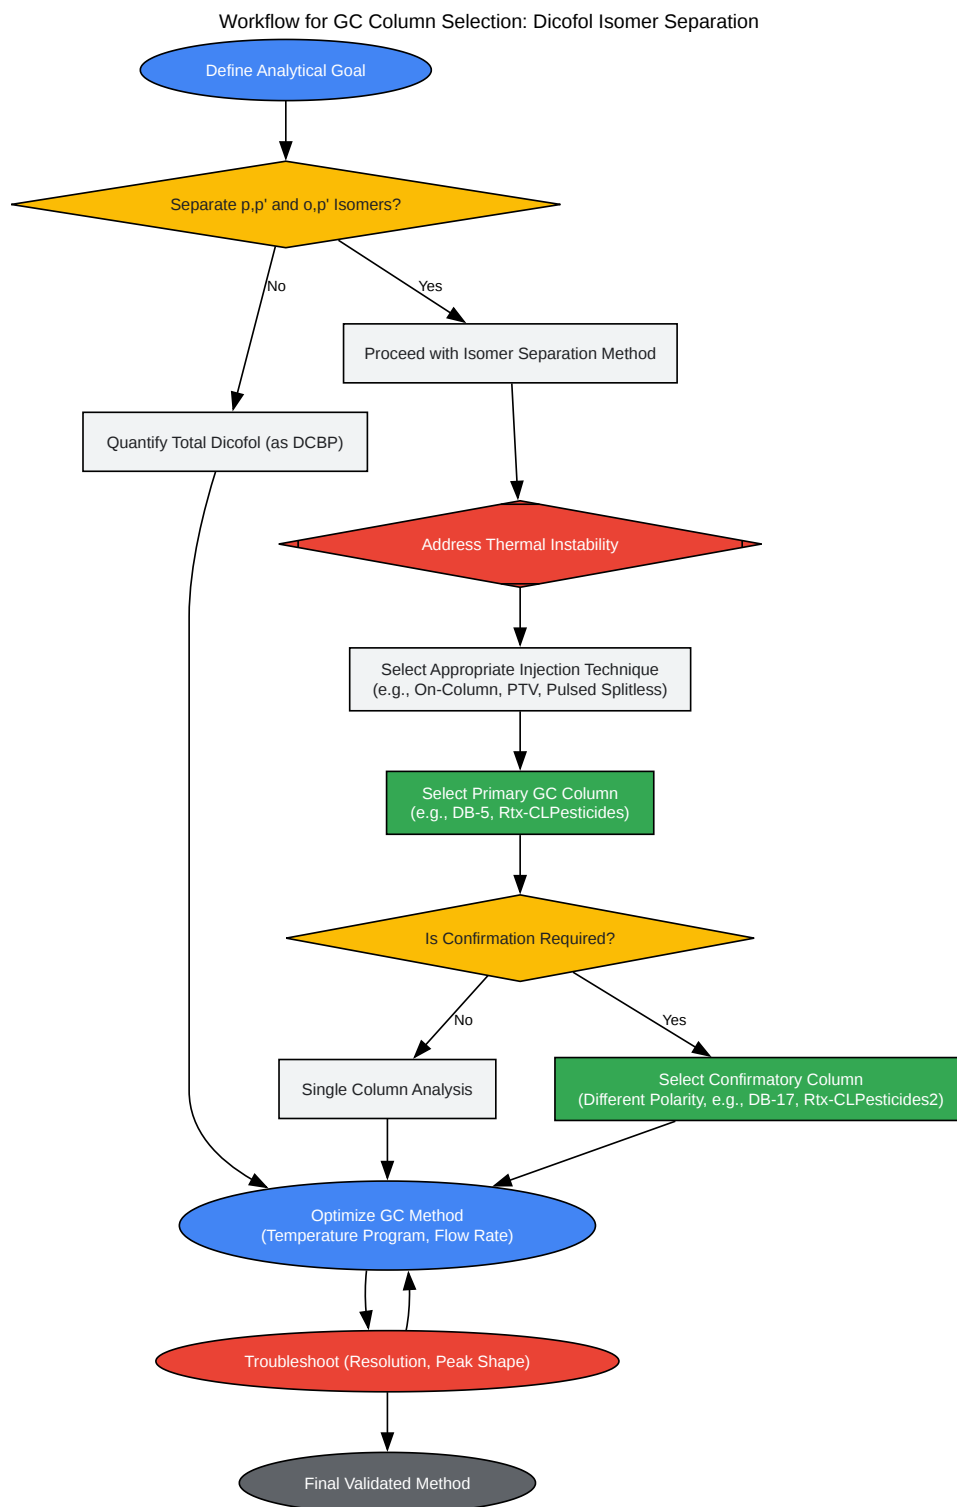 Workflow for GC Column Selection: Dicofol Isomer Separation
Define Analytical Goal
Separate p,p' and o,p' Isomers?
No
Yes
Proceed with Isomer Separation Method
Quantify Total Dicofol (as DCBP)
Address Thermal Instability
Select Appropriate Injection Technique
(e.g., On-Column, PTV, Pulsed Splitless)
Select Primary GC Column
(e.g., DB-5, Rtx-CLPesticides)
Is Confirmation Required?
No
Yes
Single Column Analysis
Select Confirmatory Column
(Different Polarity, e.g., DB-17, Rtx-CLPesticides2)
Optimize GC Method
(Temperature Program, Flow Rate)
Troubleshoot (Resolution, Peak Shape)
Final Validated Method